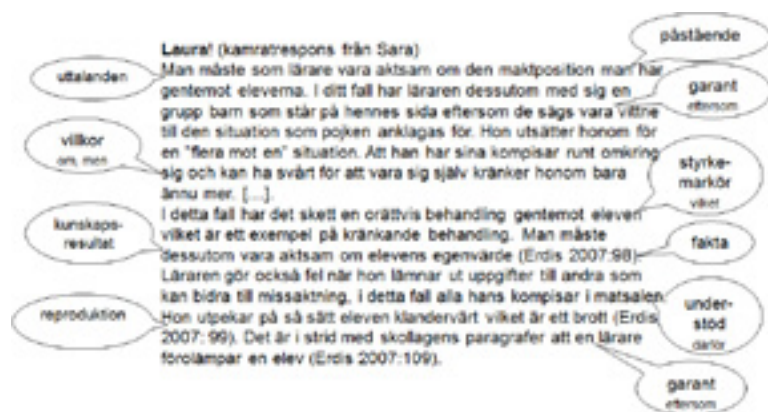 Laura! (kamratrespons från Sara)
Man måste som lärare vara aktsam om den maktposition man har
gentemot eleverna. I ditt fall har läraren dessutom med sig en
grupp barn som står på hennes sida eftersom de sägs vara vittne
till den situation som pojken anklagas för. Hon utsätter honom för
en "flera mot en" situation. Att han har sina kompisar runt omkring
sig och kan ha svårt för att vara sig själv kränker honom bara
ännu mer. [...].
I detta fall har det skett en orättvis behandling gentemot eleven
vilket är ett exempel på kränkande behandling. Man måste
dessutom vara aktsam om elevens egenvärde (Erdis 2007:98)
Läraren gör också fel när hon lämnar ut uppgifter till andra som
kan bidra till missaktning, i detta fall alla hans kompisar i matsalen.
Hon utpekar på så sätt eleven klandervärt vilket är ett brott (Erdis
2007: 99). Det är i strid med skollagens paragrafer att en lärare
förolämpar en elev (Erdis 2007:109).
uttalanden
villkor
om, men
kunskaps-
resultat
reproduktion
påstående
garant
eftersom
styrke-
markör
vilket
fakta
under-
stöd
därför
garant
eftersom